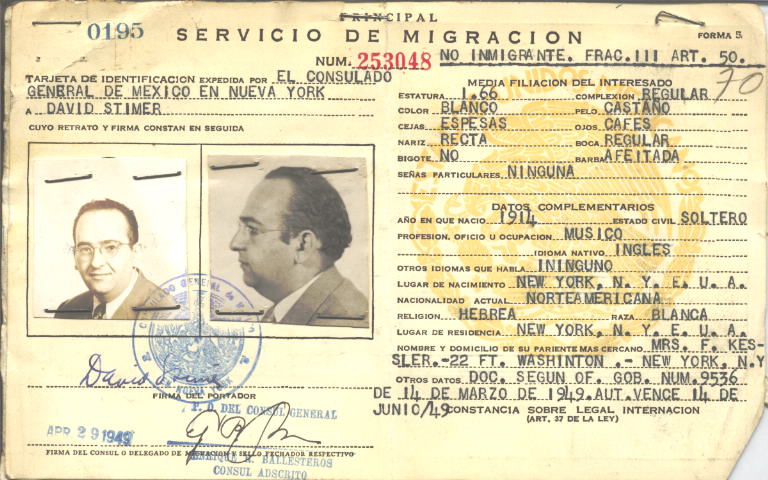 PRINCIPAL
0195
SERVICIO DE MIGRACION
FORMA 5.
NUM. 253048
NO INMIGRANTE. FRAC.III ART. 50.
70
TARJETA DE IDENTIFICACION EXPEDIDA POR EL CONSULADO
GENERAL DE MEXICO EN NUEVA YORK
A DAVID STIMER
CUYO RETRATO Y FIRMA CONSTAN EN SEGUIDA
MEDIA FILIACION DEL INTERESADO
ESTATURA 1.66 COMPLEXION REGULAR
COLOR BLANCO PELO CASTAÑO
CEJAS ESPESAS OJOS CAFES
NARIZ RECTA BOCA REGULAR
BIGOTE NO BARBA AFEITADA
SEÑAS PARTICULARES NINGUNA
DATOS COMPLEMENTARIOS
AÑO EN QUE NACIO 1914 ESTADO CIVIL SOLTERO
PROFESION, OFICIO U OCUPACION MUSICO
IDIOMA NATIVO INGLES
OTROS IDIOMAS QUE HABLA ININGUNO
LUGAR DE NACIMIENTO NEW YORK, N. Y. E. U. A.
NACIONALIDAD ACTUAL NORTEAMERICANA
RELIGION HEBREA RAZA BLANCA
LUGAR DE RESIDENCIA NEW YORK, N. Y. E. U. A.
NOMBRE Y DOMICILIO DE SU PARIENTE MAS CERCANO MRS. F. KES-
SLER.-22 FT. WASHINTON .- NEW YORK, N.Y
OTROS DATOS DOC. SEGUN OF. GOB. NUM.9536
DE 14 DE MARZO DE 1949.AUT.VENCE 14 DE
JUNIO/49 CONSTANCIA SOBRE LEGAL INTERNACION
(ART. 37 DE LA LEY)
CONSULADO GENERAL de
David
FIRMA DEL PORTADOR
P. O. DEL CONSUL GENERAL
APR 29 1949
FIRMA DEL CONSUL O DELEGADO DE MIGRACION Y SELLO FECHADOR RESPECTIVO
BALLESTEROS
CONSUL ADSCRITO